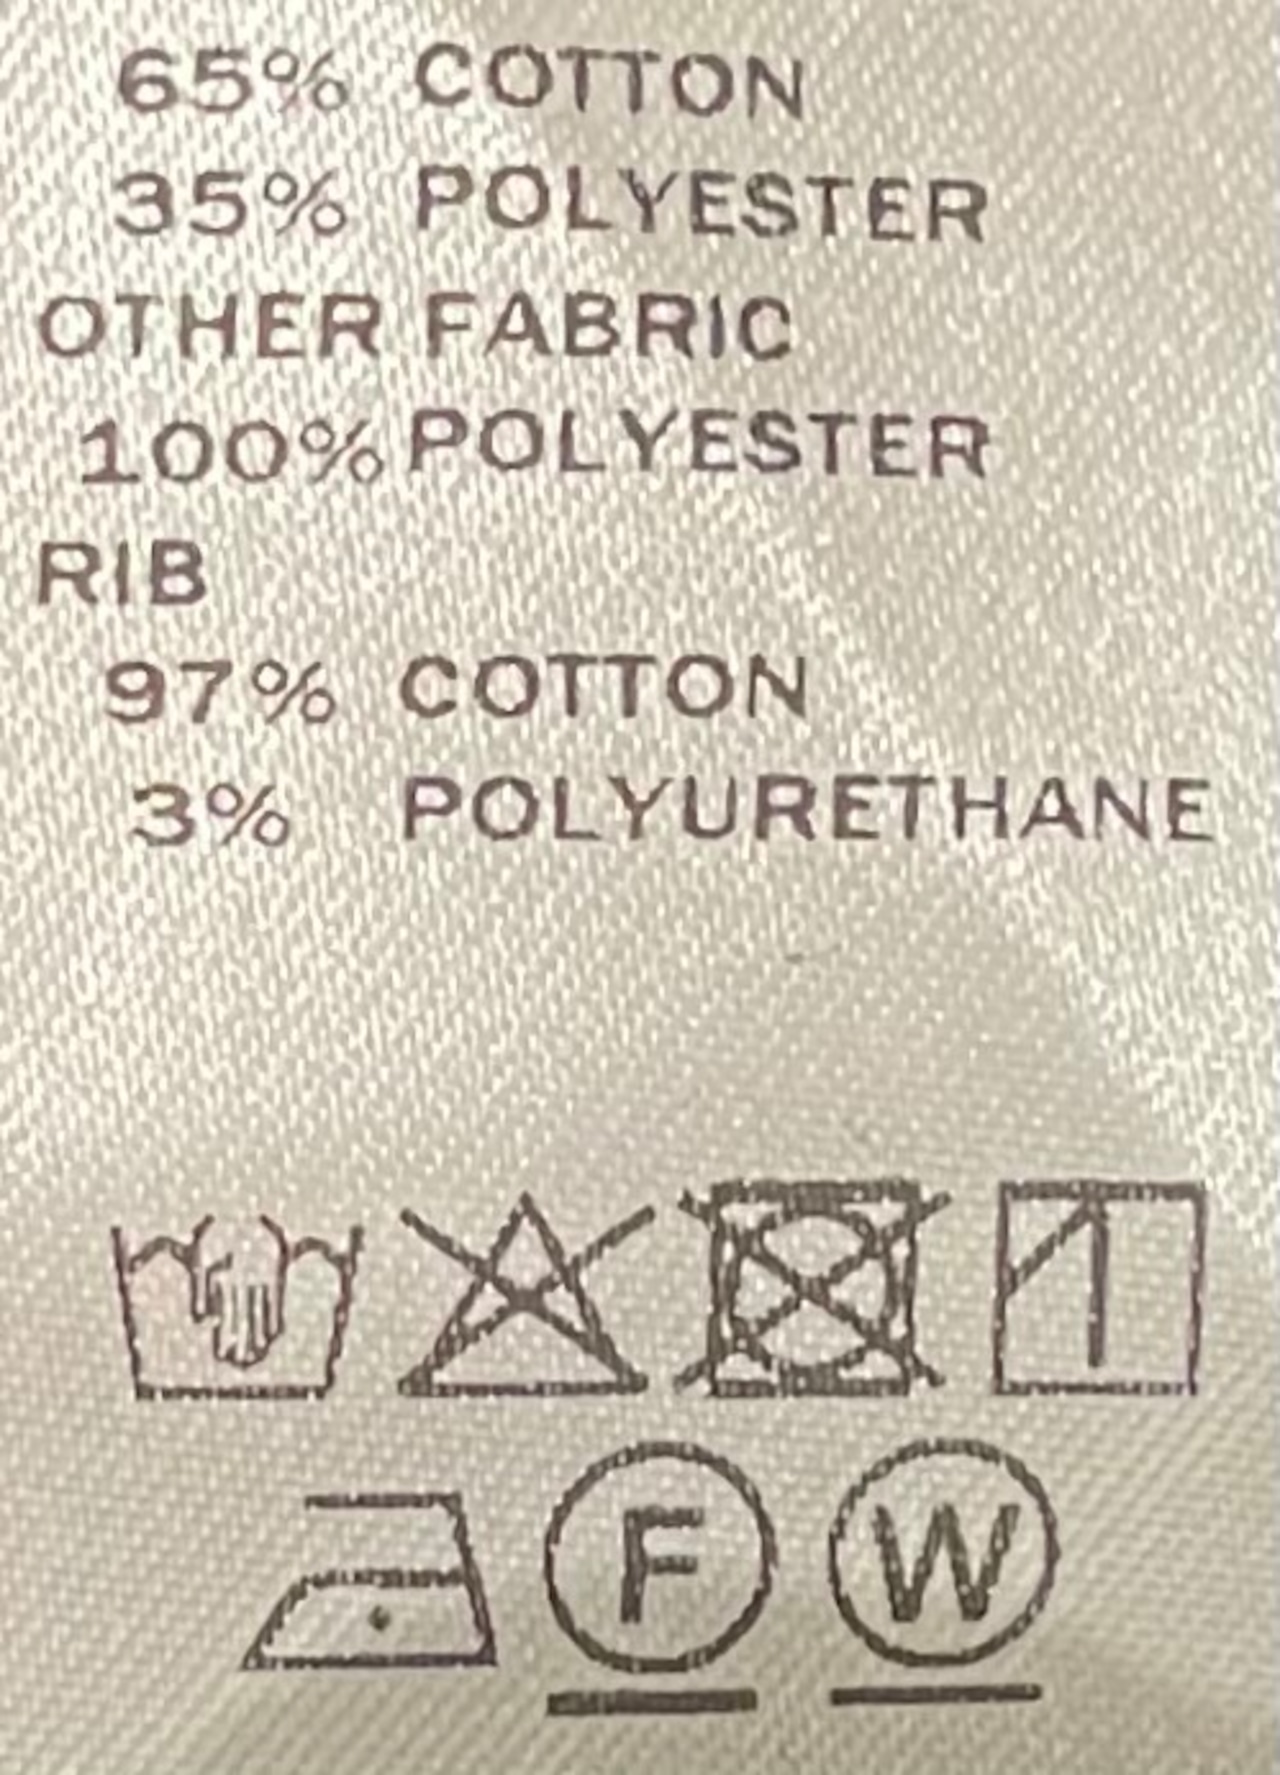 65% COTTON
35% POLYESTER
OTHER FABRIC
100% POLYESTER
RIB
97% COTTON
3% POLYURETHANE
F W